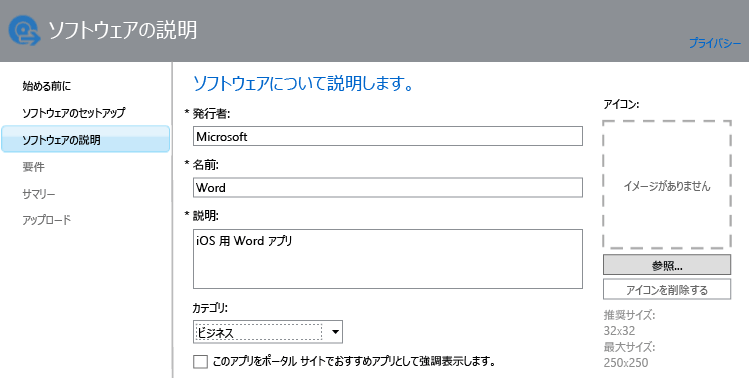 ソフトウェアの説明
プライバシー
始める前に
ソフトウェアのセットアップ
ソフトウェアの説明
要件
サマリー
アップロード
ソフトウェアについて説明します。
* 発行者:
Microsoft
* 名前:
Word
* 説明:
iOS 用 Word アプリ
カテゴリ:
ビジネス
このアプリをポータル サイトでおすすめアプリとして強調表示します。
アイコン:
イメージがありません
参照...
アイコンを削除する
推奨サイズ:
32x32
最大サイズ:
250x250